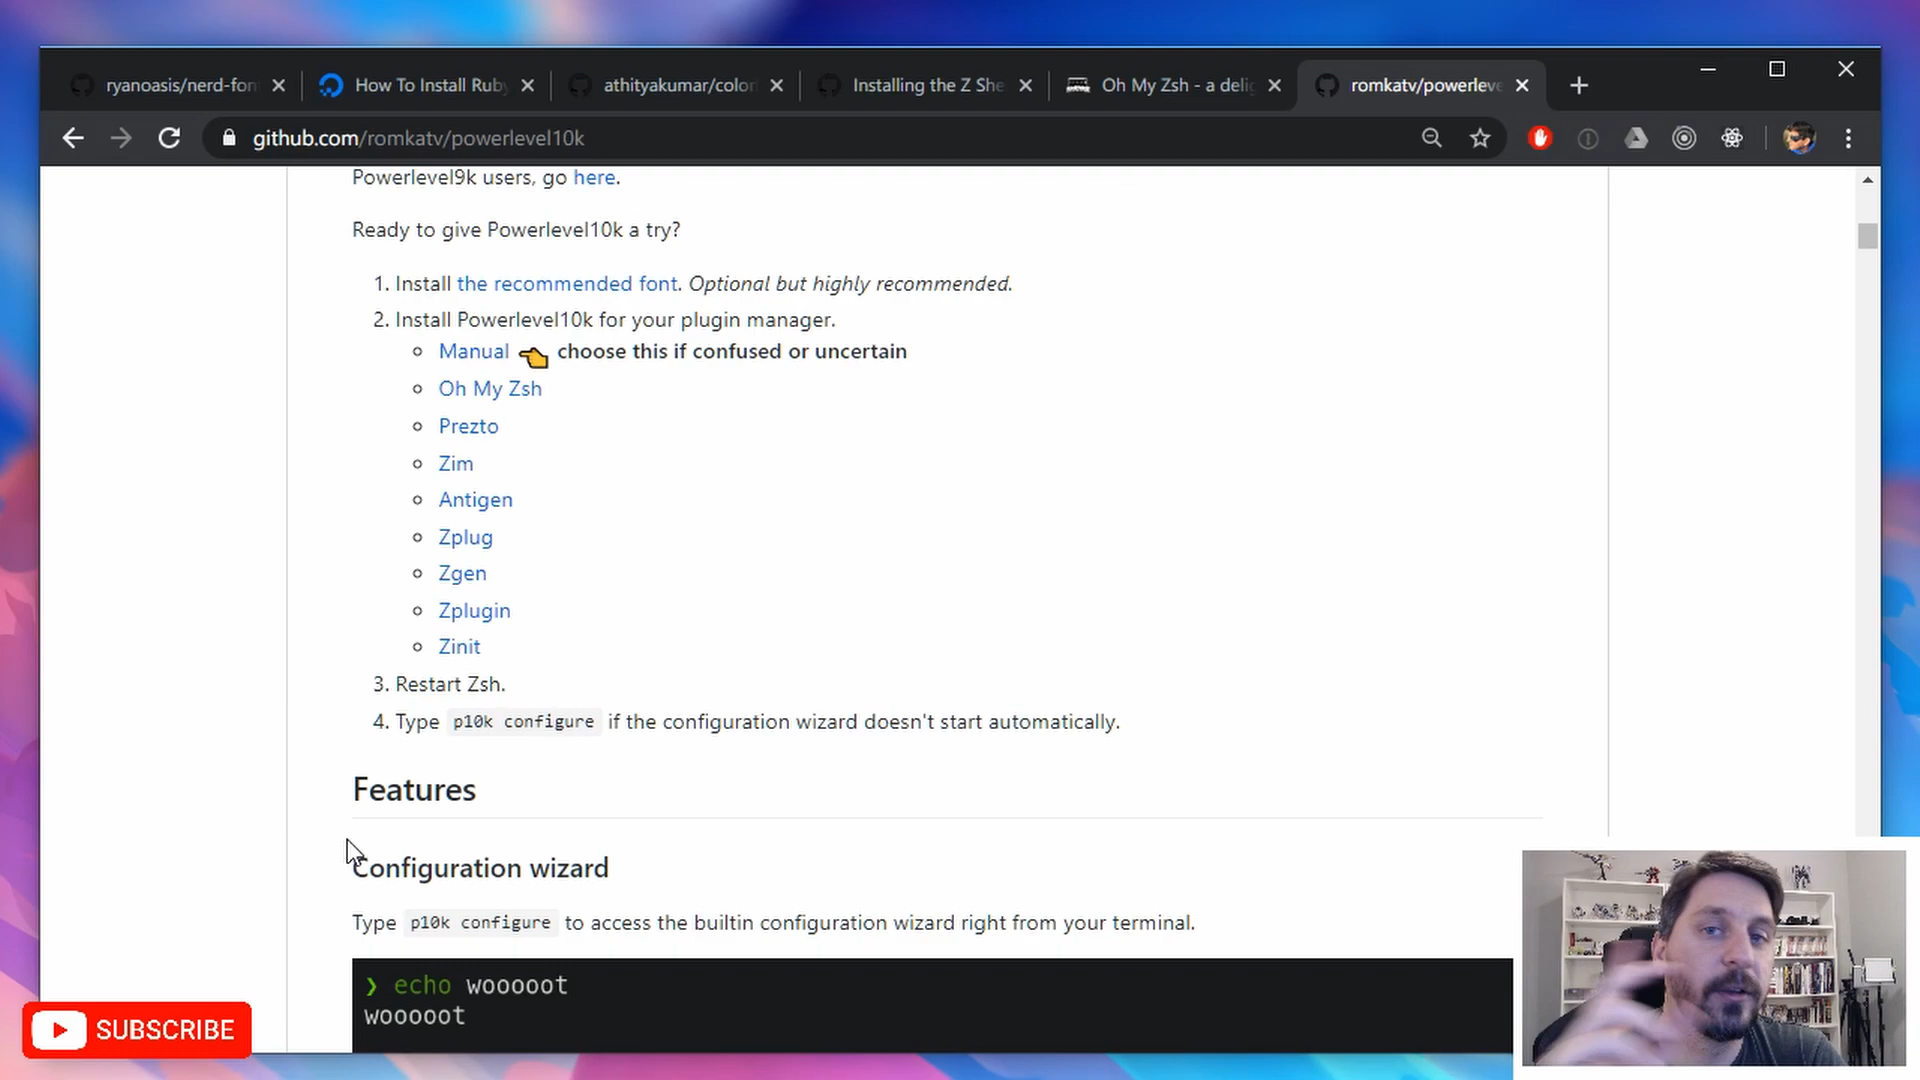 ryanoasis/nerd-fon
How To Install Ruby
athityakumar/color
Installing the Z She
Oh My Zsh - a delig
romkatv/powerleve
github.com/romkatv/powerlevel10k
Powerlevel9k users, go here.
Ready to give Powerlevel10k a try?
1. Install the recommended font. Optional but highly recommended.
2. Install Powerlevel10k for your plugin manager.
Manual 👈 choose this if confused or uncertain
Oh My Zsh
Prezto
Zim
Antigen
Zplug
Zgen
Zplugin
Zinit
3. Restart Zsh.
4. Type p10k configure if the configuration wizard doesn't start automatically.
Features
Configuration wizard
Type p10k configure to access the builtin configuration wizard right from your terminal.
❯ echo wooooot
wooooot
SUBSCRIBE